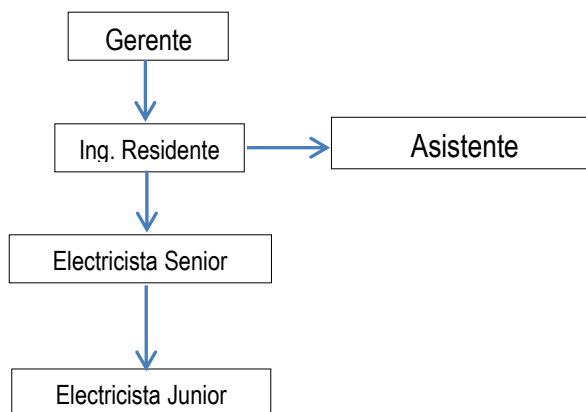 Gerente
Ing. Residente
Asistente
Electricista Senior
Electricista Junior